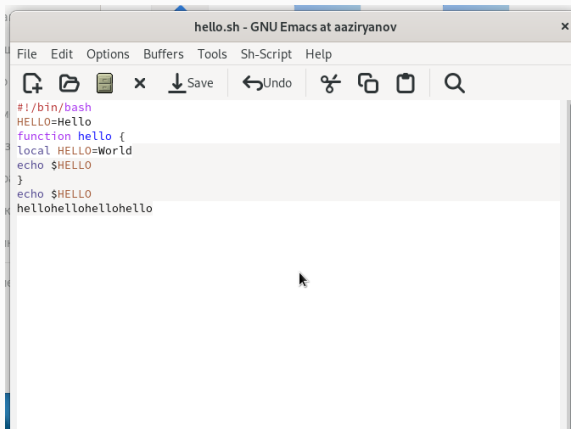 hello.sh - GNU Emacs at aaziryanov
File Edit Options Buffers Tools Sh-Script Help
Save Undo
#!/bin/bash
HELLO=Hello
function hello {
local HELLO=World
echo $HELLO
}
echo $HELLO
hellohellohellohello